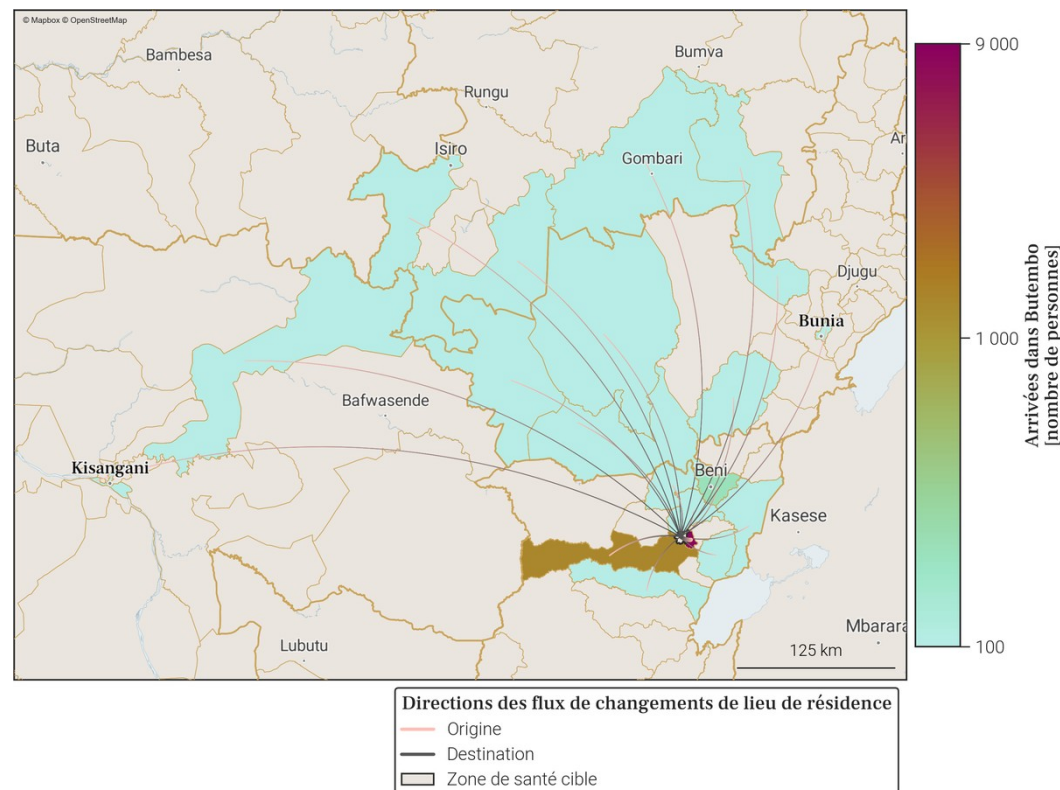 © Mapbox © OpenStreetMap
Bambesa
Bumva
Rungu
Buta
Isiro
Gombari
Djugu
Bunia
Bafwasende
Kisangani
Beni
Kasese
Lubutu
Mbarara
125 km
9 000
1 000
100
Arrivées dans Butembo
[nombre de personnes]
Directions des flux de changements de lieu de résidence
Origine
Destination
Zone de santé cible